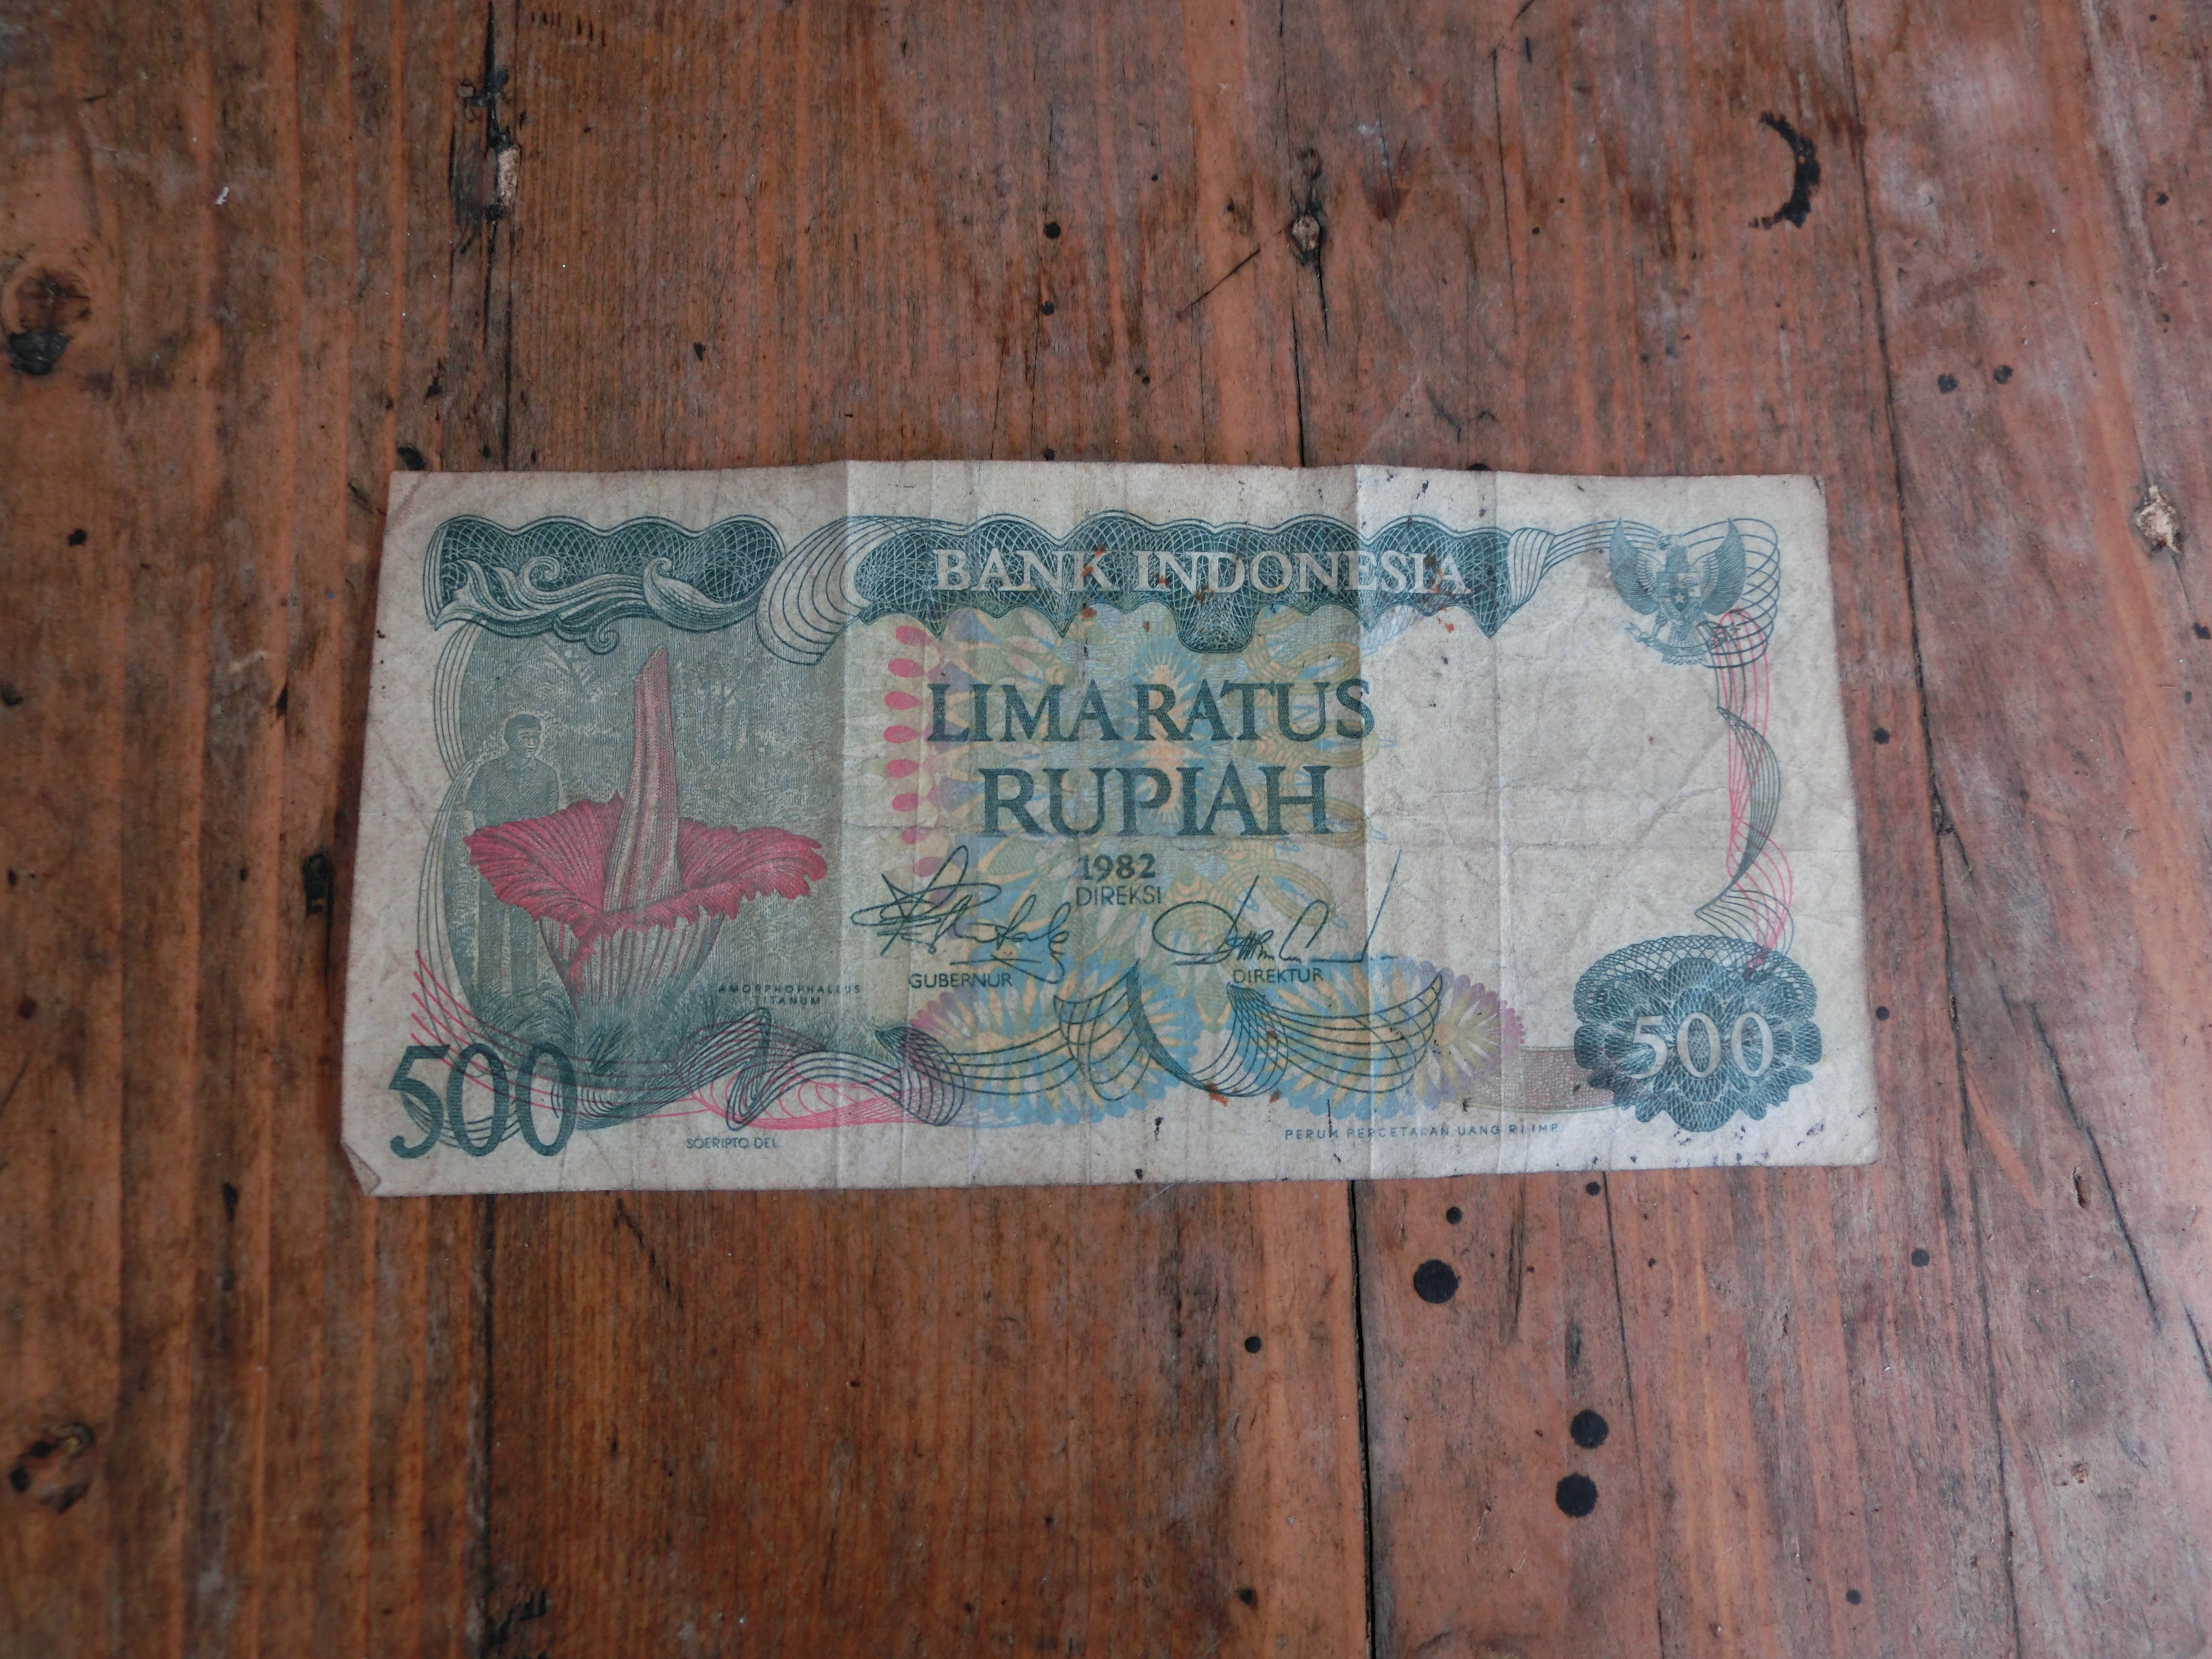 BANK INDONESIA
LIMA RATUS
RUPIAH
1982
DIREKSI
GUBERNUR
DIREKTUR
AMORPHOPHALLUS
TITANUM
500
500
SOERIPTO DEL.
PERUM PERCETAKAN UANG RI IMP.